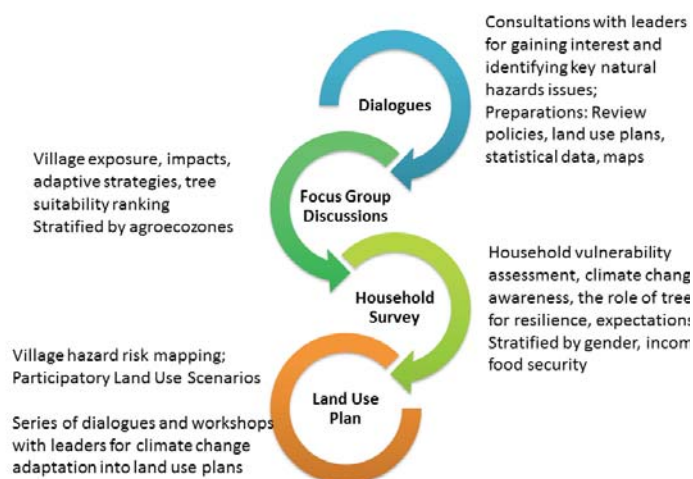 Consultations with leaders
for gaining interest and
identifying key natural
hazards issues;
Preparations: Review
policies, land use plans,
statistical data, maps
Dialogues
Village exposure, impacts,
adaptive strategies, tree
suitability ranking
Stratified by agroecozones
Focus Group
Discussions
Household vulnerability
assessment, climate chang
awareness, the role of tree
for resilience, expectations
Stratified by gender, incom
food security
Household
Survey
Village hazard risk mapping;
Participatory Land Use Scenarios
Series of dialogues and workshops
with leaders for climate change
adaptation into land use plans
Land Use
Plan